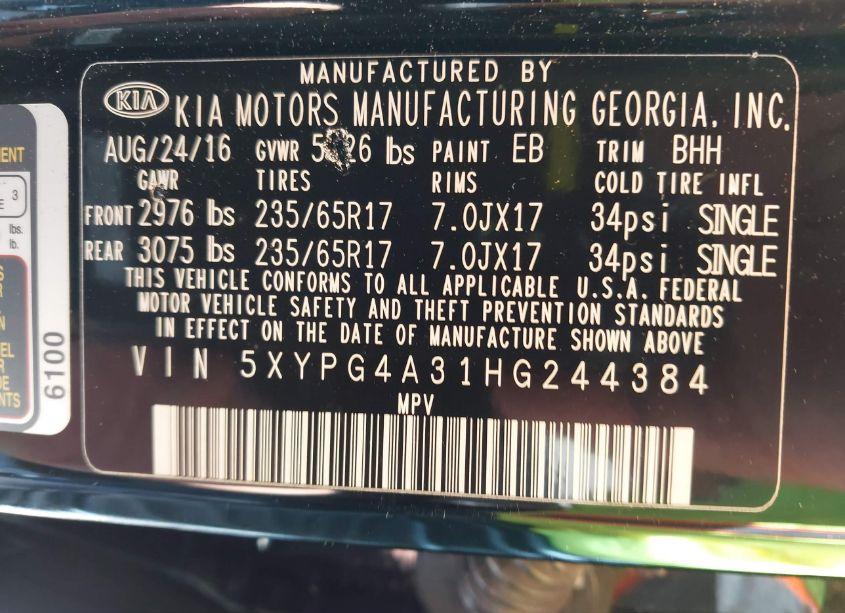 MANUFACTURED BY
KIA KIA MOTORS MANUFACTURING GEORGIA, INC.
AUG/24/16 GVWR lbs PAINT EB TRIM BHH
GAWR TIRES RIMS COLD TIRE INFL
FRONT 2976 lbs 235/65R17 7.0JX17 34psi SINGLE
REAR 3075 lbs 235/65R17 7.0JX17 34psi SINGLE
THIS VEHICLE CONFORMS TO ALL APPLICABLE U.S.A. FEDERAL
MOTOR VEHICLE SAFETY AND THEFT PREVENTION STANDARDS
IN EFFECT ON THE DATE OF MANUFACTURE SHOWN ABOVE
VIN 5XYPG4A31HG244384
MPV
3
lbs.
lb.
6100